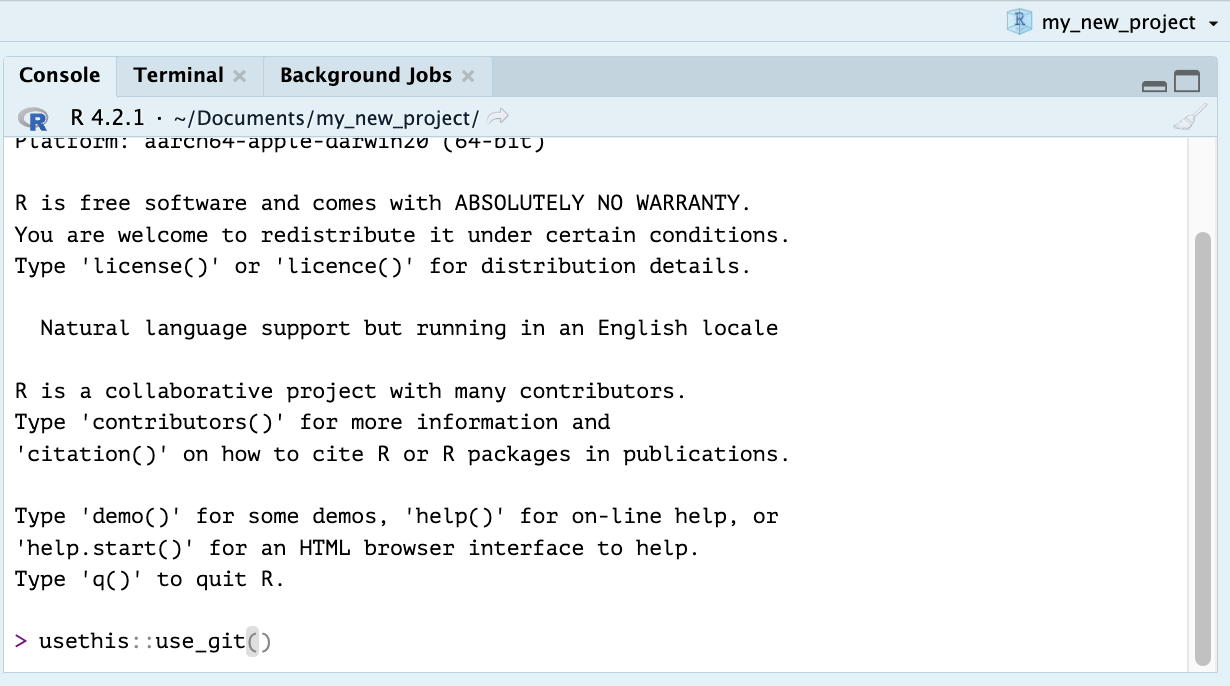 my_new_project
Console Terminal Background Jobs
R 4.2.1 · ~/Documents/my_new_project/
Platform: aarch64-apple-darwin20 (64-bit)
R is free software and comes with ABSOLUTELY NO WARRANTY.
You are welcome to redistribute it under certain conditions.
Type 'license()' or 'licence()' for distribution details.
Natural language support but running in an English locale
R is a collaborative project with many contributors.
Type 'contributors()' for more information and
'citation()' on how to cite R or R packages in publications.
Type 'demo()' for some demos, 'help()' for on-line help, or
'help.start()' for an HTML browser interface to help.
Type 'q()' to quit R.
> usethis::use_git()